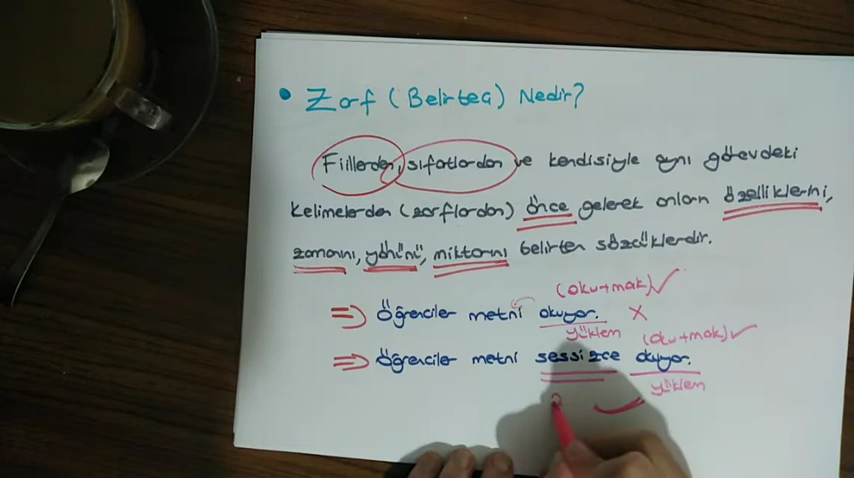 • Zarf (Belirteç) Nedir?
Fiillerden, sıfatlardan ve kendisiyle aynı görevdeki
kelimelerden (zarflardan) önce gelerek onların özelliklerini,
zamanı, yönünü, miktarını belirten sözcüklerdir.
(oku+mak) ✓
⇒ Öğrenciler metni okuyor. X
yüklem (oku+mak) ✓
⇒ Öğrenciler metni sessizce okuyor.
yüklem